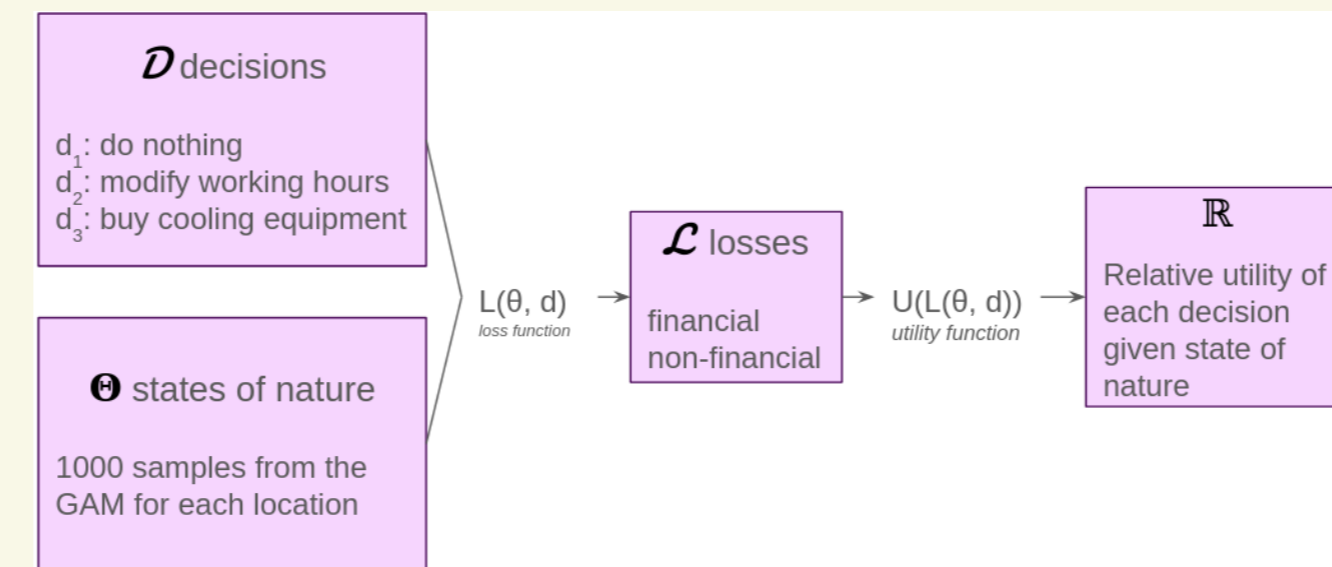 𝓓 decisions
d₁: do nothing
d₂: modify working hours
d₃: buy cooling equipment
Θ states of nature
1000 samples from the
GAM for each location
L(θ, d)
loss function
𝓛 losses
financial
non-financial
U(L(θ, d))
utility function
ℝ
Relative utility of
each decision
given state of
nature